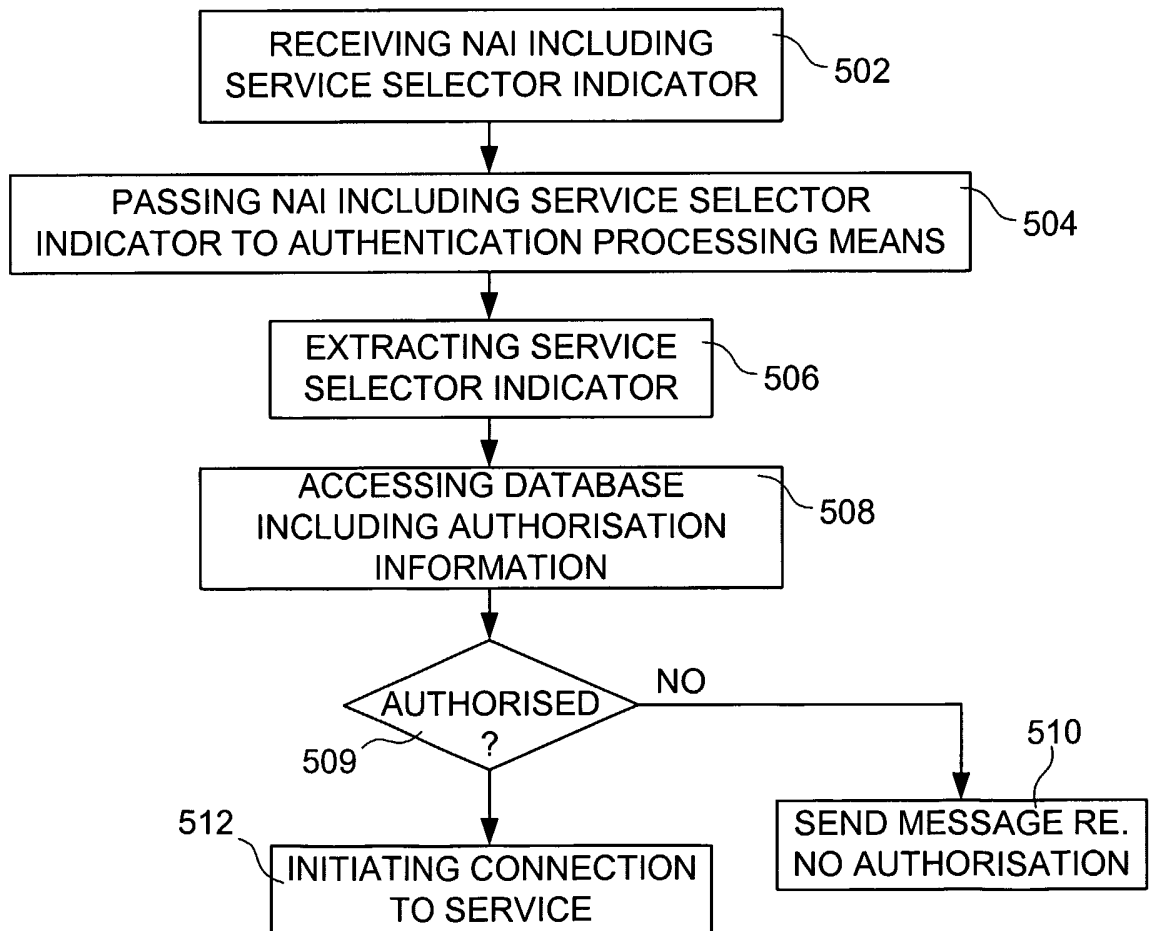 RECEIVING NAI INCLUDING
SERVICE SELECTOR INDICATOR
502
PASSING NAI INCLUDING SERVICE SELECTOR
INDICATOR TO AUTHENTICATION PROCESSING MEANS
504
EXTRACTING SERVICE
SELECTOR INDICATOR
506
ACCESSING DATABASE
INCLUDING AUTHORISATION
INFORMATION
508
AUTHORISED
?
509
NO
510
SEND MESSAGE RE.
NO AUTHORISATION
512
INITIATING CONNECTION
TO SERVICE